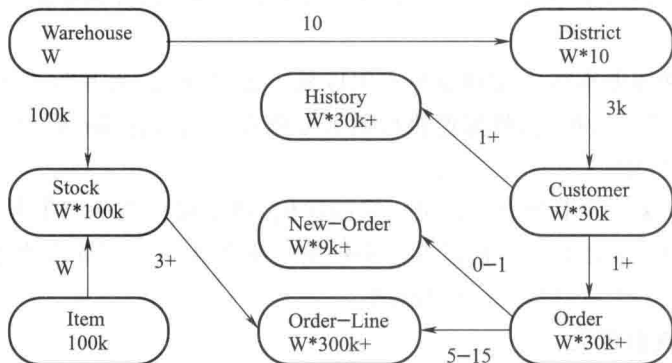 Warehouse
W
10
District
W*10
100k
History
W*30k+
3k
1+
Stock
W*100k
Customer
W*30k
New−Order
W*9k+
W
3+
0−1
1+
Item
100k
Order−Line
W*300k+
Order
W*30k+
5−15